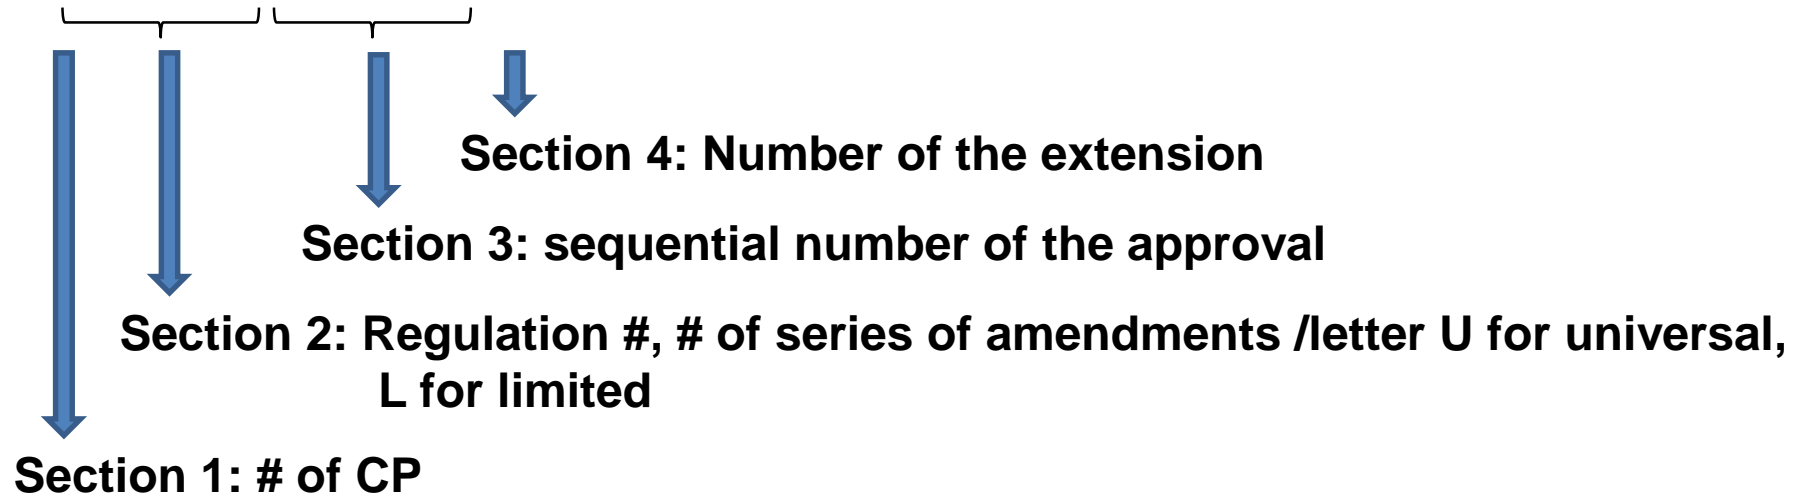 Section 4: Number of the extension
Section 3: sequential number of the approval
Section 2: Regulation #, # of series of amendments /letter U for universal,
L for limited
Section 1: # of CP